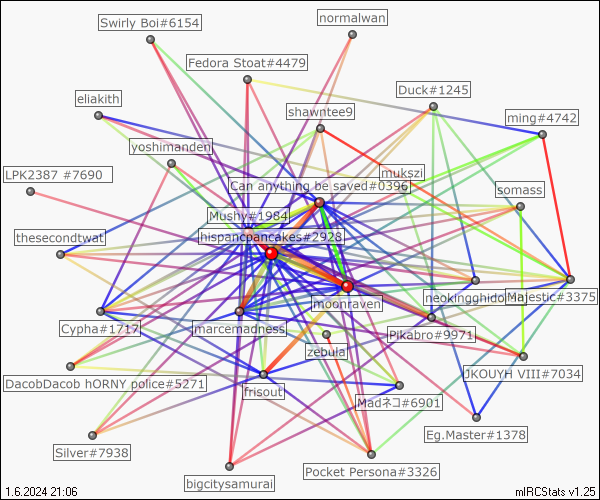 Swirly Boi#6154
normalwan
Fedora Stoat#4479
Duck#1245
eliakith
shawntee9
ming#4742
yoshimanden
LPK2387 #7690
mukszi
Can anything be saved#0396
somass
Mushy#1984
thesecondtwat
hispanicpancakes#2928
moonraven
Majestic#3375
Cypha#1717
marcemadness
Pikabro#9971
zebula
JKOUYH VIII#7034
DacobDacob hORNY police#5271
frisout
Madネコ#6901
Eg.Master#1378
Silver#7938
Pocket Persona#3326
bigcitysamurai
1.6.2024 21:06
mIRCStats v1.25